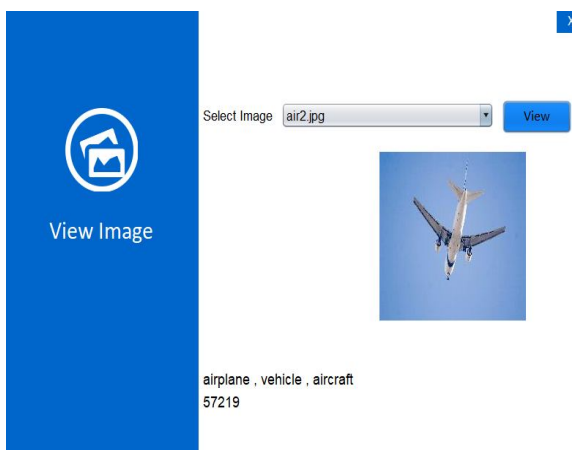 X
Select Image air2.jpg View
View Image
airplane , vehicle , aircraft
57219